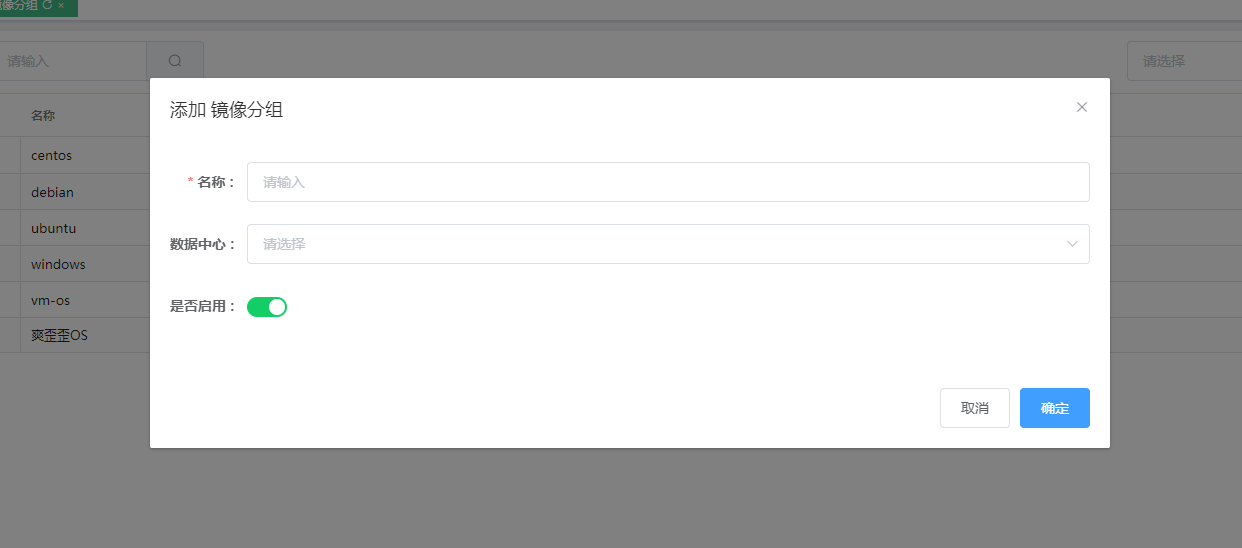 镜像分组 ×
请输入
请选择
名称
centos
debian
ubuntu
windows
vm-os
爽歪歪OS
添加 镜像分组
* 名称：
请输入
数据中心：
请选择
是否启用：
取消
确定